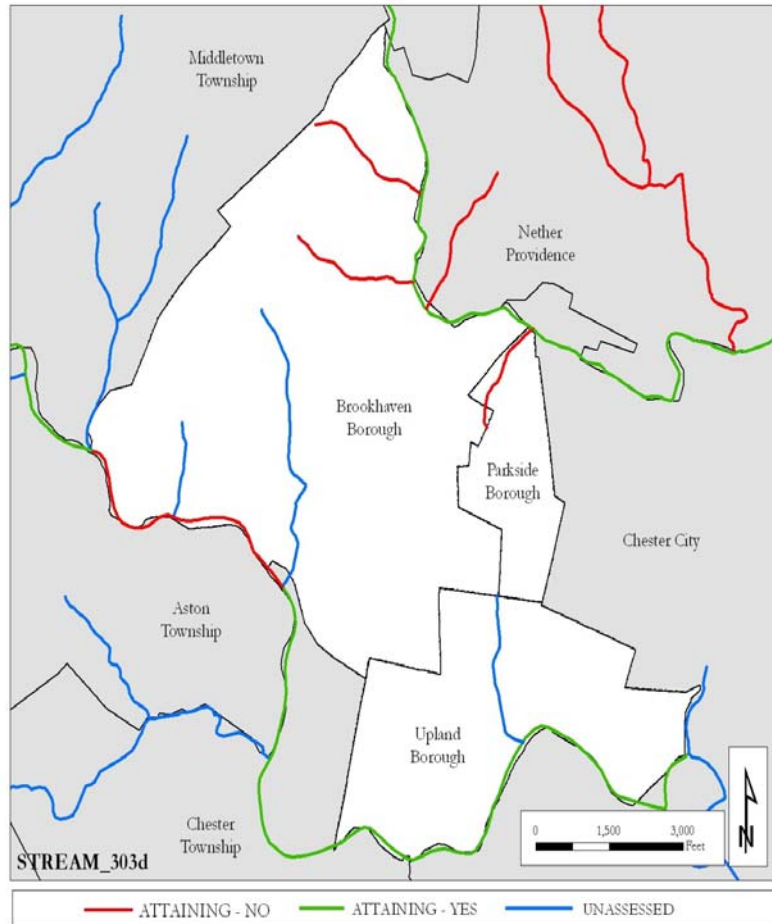 Middletown
Township
Nether
Providence
Brookhaven
Borough
Parkside
Borough
Chester City
Aston
Township
Upland
Borough
Chester
Township
0 1,500 3,000
Feet
N
STREAM_303d
ATTAINING - NO ATTAINING - YES UNASSESSED